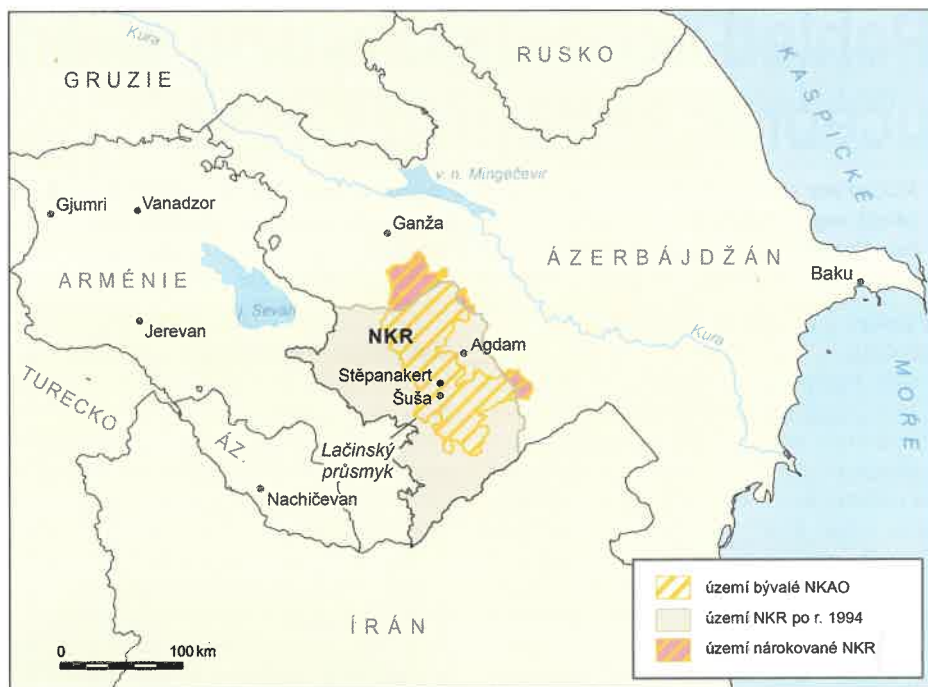 Kura
RUSKO
GRUZIE
KASPICKÉ
v. n. Mingečevir
Gjumri
Vanadzor
Ganža
ÁZERBÁJDŽÁN
ARMÉNIE
Baku
j. Sevan
Jerevan
NKR
Agdam
Kura
TURECKO
Stěpanakert
Šuša
MOŘE
ÁZ.
Lačinský
průsmyk
Nachičevan
ÍRÁN
0 100 km
území bývalé NKAO
území NKR po r. 1994
území nárokované NKR